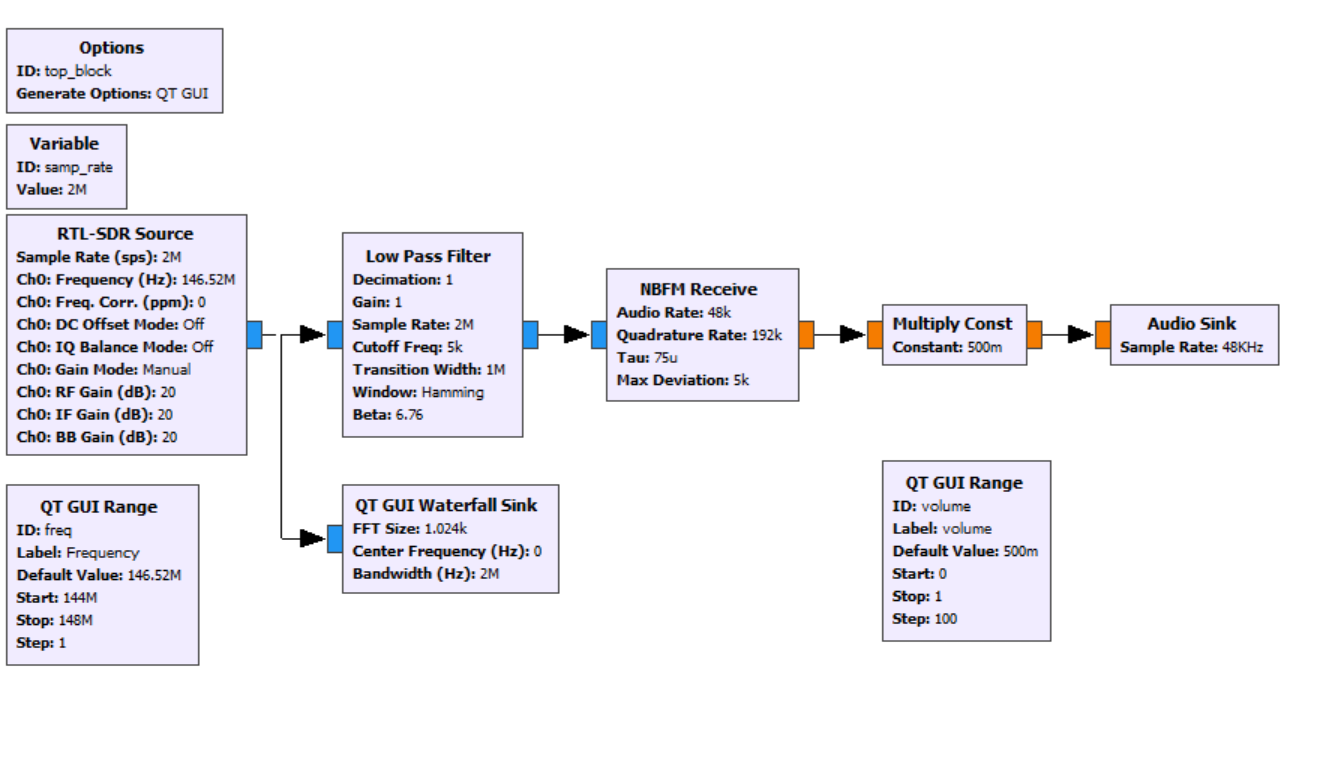 Options
ID: top_block
Generate Options: QT GUI
Variable
ID: samp_rate
Value: 2M
RTL-SDR Source
Sample Rate (sps): 2M
Ch0: Frequency (Hz): 146.52M
Ch0: Freq. Corr. (ppm): 0
Ch0: DC Offset Mode: Off
Ch0: IQ Balance Mode: Off
Ch0: Gain Mode: Manual
Ch0: RF Gain (dB): 20
Ch0: IF Gain (dB): 20
Ch0: BB Gain (dB): 20
Low Pass Filter
Decimation: 1
Gain: 1
Sample Rate: 2M
Cutoff Freq: 5k
Transition Width: 1M
Window: Hamming
Beta: 6.76
NBFM Receive
Audio Rate: 48k
Quadrature Rate: 192k
Tau: 75u
Max Deviation: 5k
Multiply Const
Constant: 500m
Audio Sink
Sample Rate: 48KHz
QT GUI Range
ID: freq
Label: Frequency
Default Value: 146.52M
Start: 144M
Stop: 148M
Step: 1
QT GUI Waterfall Sink
FFT Size: 1.024k
Center Frequency (Hz): 0
Bandwidth (Hz): 2M
QT GUI Range
ID: volume
Label: volume
Default Value: 500m
Start: 0
Stop: 1
Step: 100